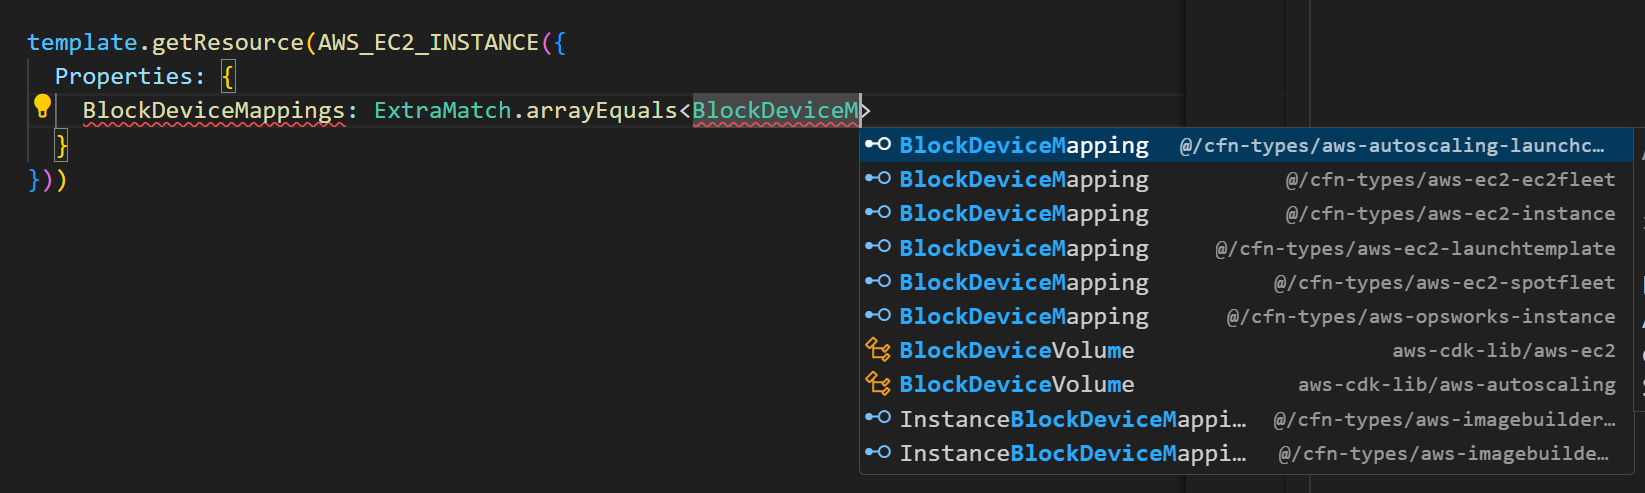 template.getResource(AWS_EC2_INSTANCE({
Properties: {
BlockDeviceMappings: ExtraMatch.arrayEquals<BlockDeviceM>
}
}))
BlockDeviceMapping @/cfn-types/aws-autoscaling-launchc…
BlockDeviceMapping @/cfn-types/aws-ec2-ec2fleet
BlockDeviceMapping @/cfn-types/aws-ec2-instance
BlockDeviceMapping @/cfn-types/aws-ec2-launchtemplate
BlockDeviceMapping @/cfn-types/aws-ec2-spotfleet
BlockDeviceMapping @/cfn-types/aws-opsworks-instance
BlockDeviceVolume aws-cdk-lib/aws-ec2
BlockDeviceVolume aws-cdk-lib/aws-autoscaling
InstanceBlockDeviceMappi… @/cfn-types/aws-imagebuilder…
InstanceBlockDeviceMappi… @/cfn-types/aws-imagebuilde…